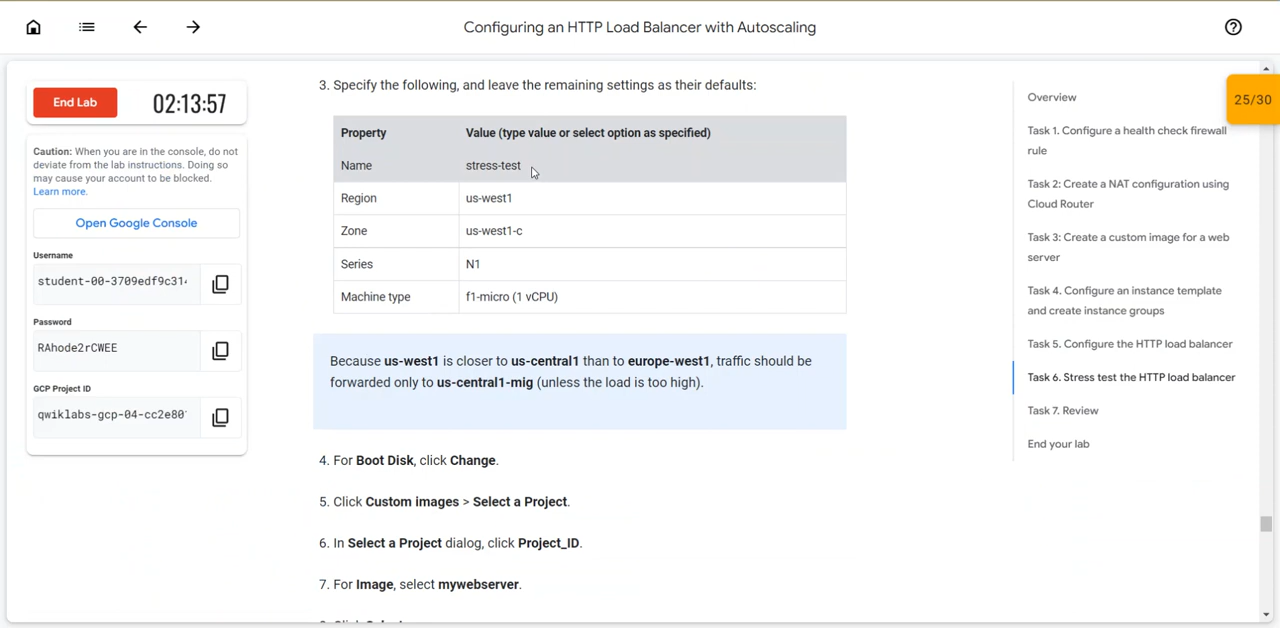 Configuring an HTTP Load Balancer with Autoscaling
End Lab
02:13:57
Caution: When you are in the console, do not
deviate from the lab instructions. Doing so
may cause your account to be blocked.
Learn more.
Open Google Console
Username
student-00-3709edf9c31
Password
RAhode2rCWEE
GCP Project ID
qwiklabs-gcp-04-cc2e80
3. Specify the following, and leave the remaining settings as their defaults:
Property Value (type value or select option as specified)
Name stress-test
Region us-west1
Zone us-west1-c
Series N1
Machine type f1-micro (1 vCPU)
Because us-west1 is closer to us-central1 than to europe-west1, traffic should be
forwarded only to us-central1-mig (unless the load is too high).
4. For Boot Disk, click Change.
5. Click Custom images > Select a Project.
6. In Select a Project dialog, click Project_ID.
7. For Image, select mywebserver.
Overview
Task 1. Configure a health check firewall
rule
Task 2: Create a NAT configuration using
Cloud Router
Task 3: Create a custom image for a web
server
Task 4. Configure an instance template
and create instance groups
Task 5. Configure the HTTP load balancer
Task 6. Stress test the HTTP load balancer
Task 7. Review
End your lab
25/30